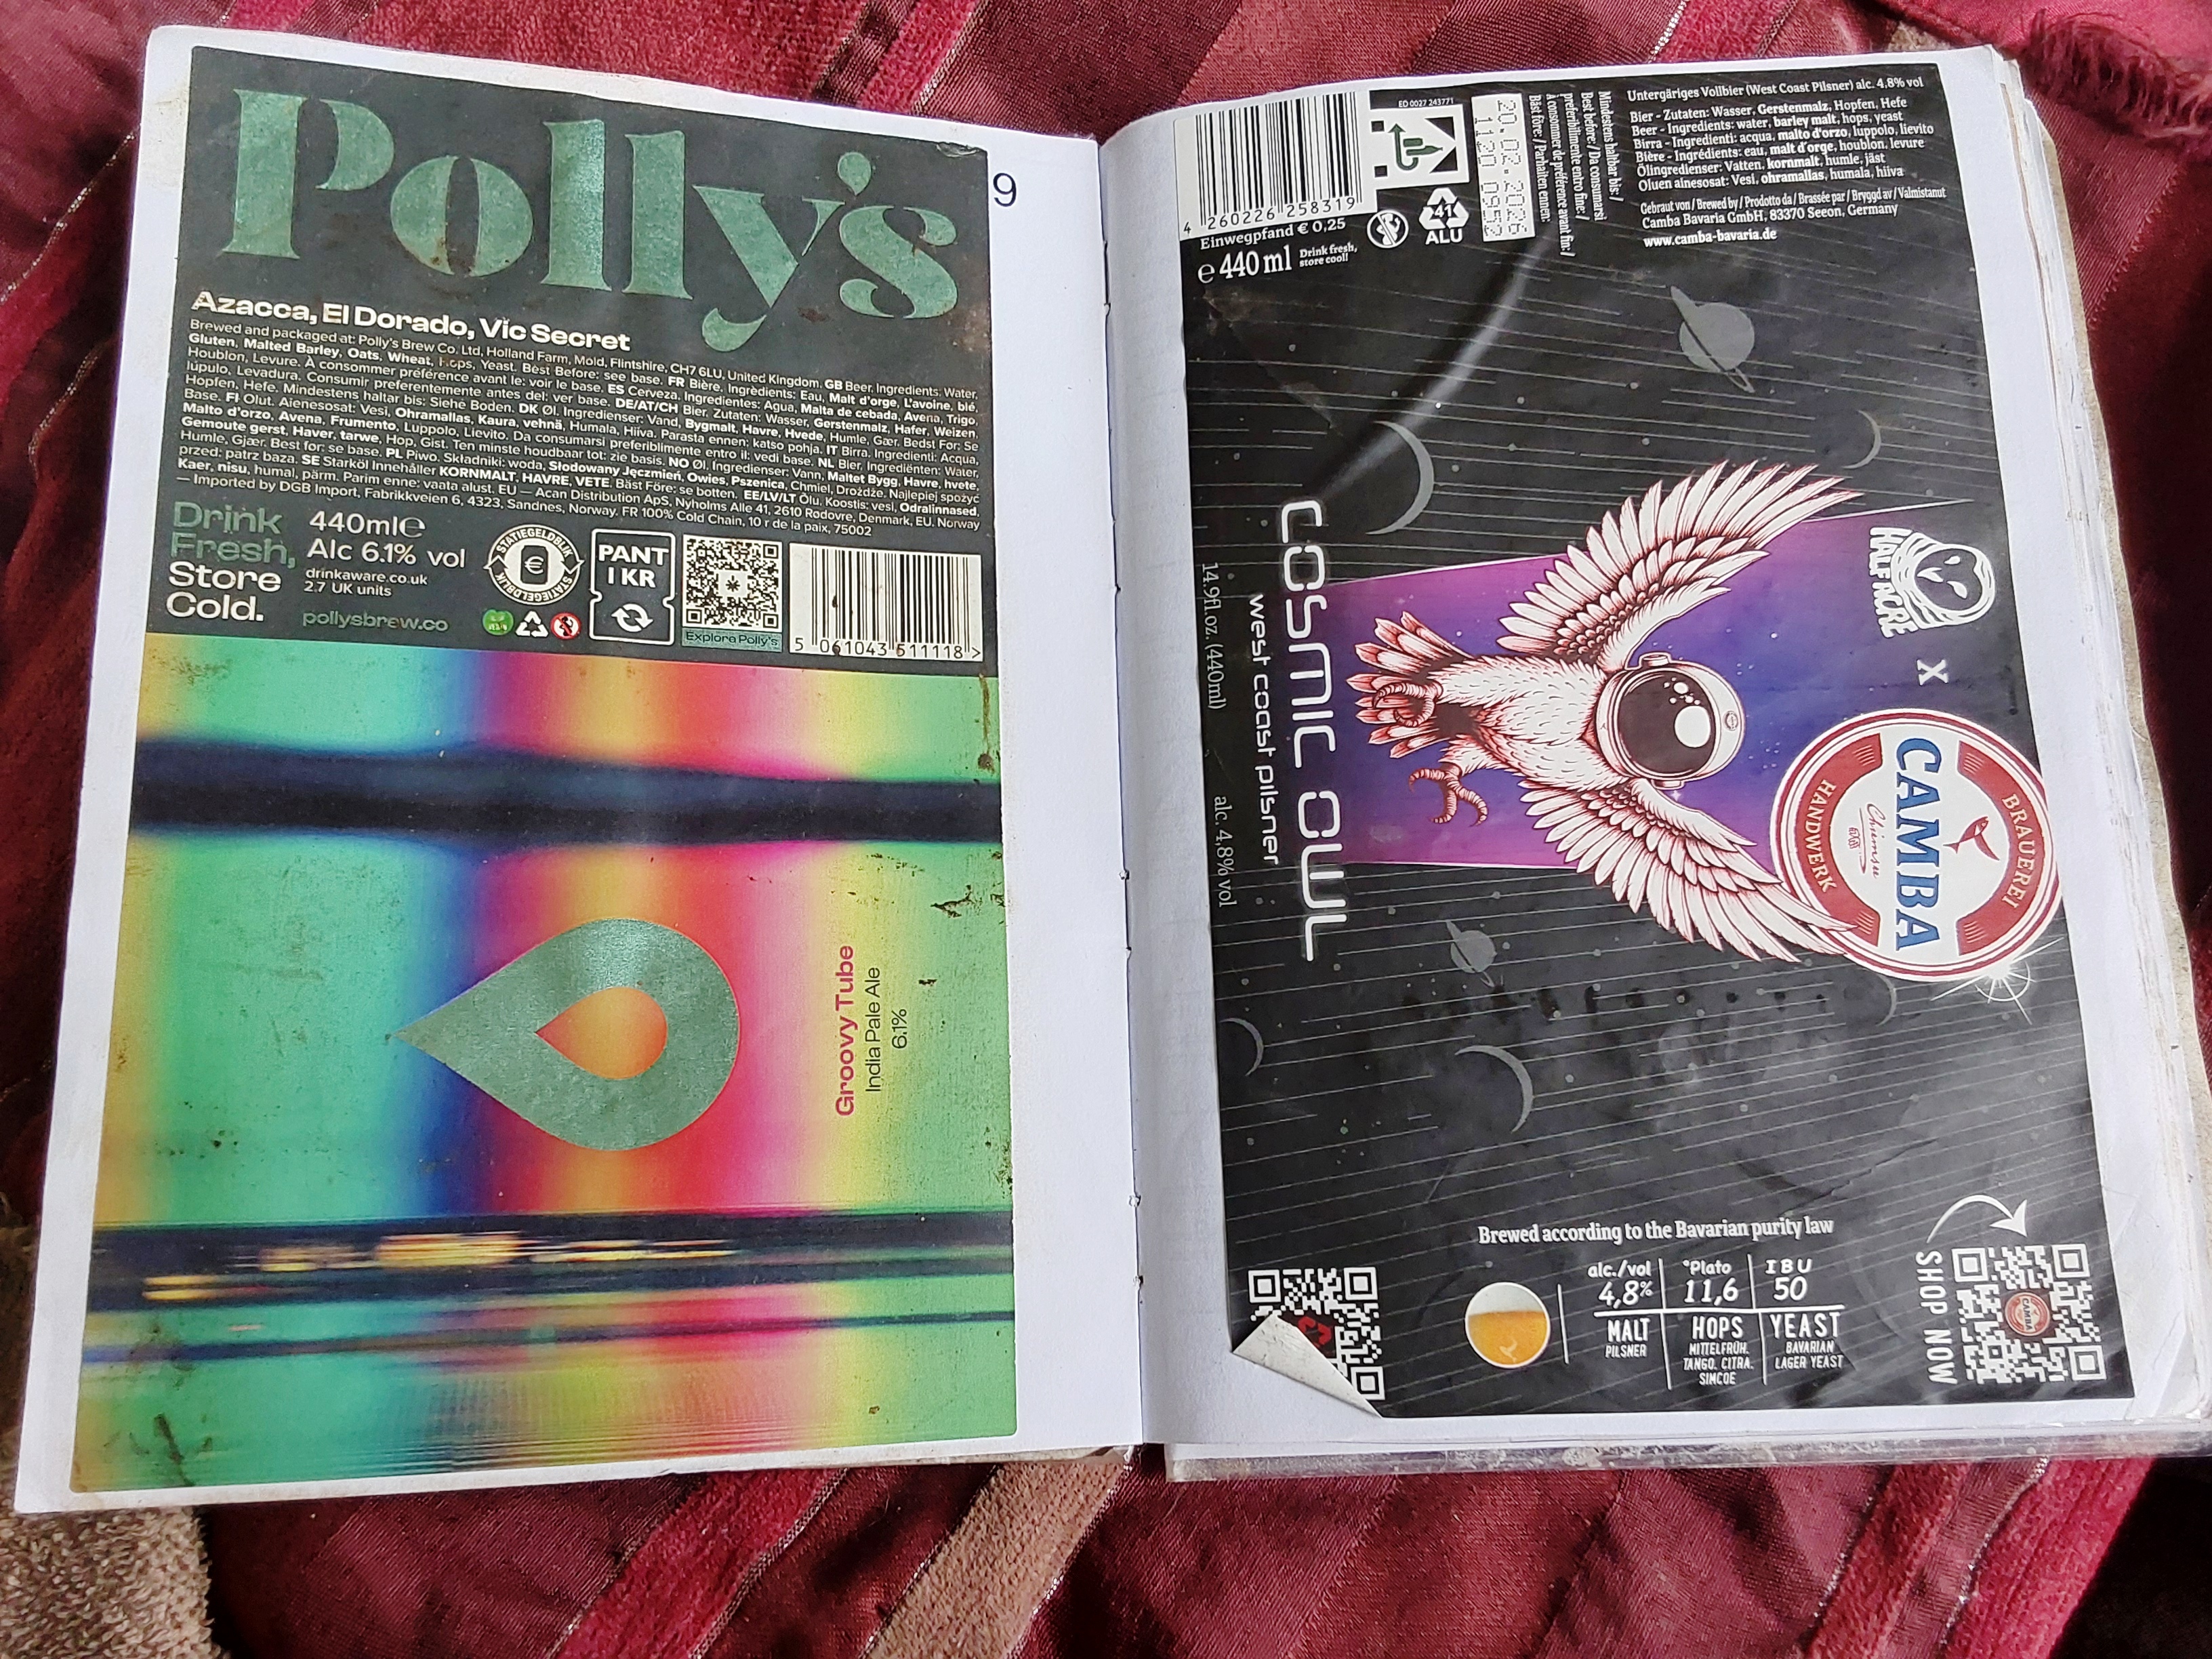 Polly's
Azacca, El Dorado, Vic Secret
Brewed and packaged at: Polly's Brew Co. Ltd, Holland Farm, Mold, Flintshire, CH7 6LU, United Kingdom. GB Beer. Ingredients: Water,
Gluten, Malted Barley, Oats, Wheat, Hops, Yeast. Best Before: see base. FR Bière. Ingrédients: Eau, Malt d'orge, L'avoine, blé,
Houblon, Levure. A consommer préférence avant le: voir le base. ES Cerveza. Ingredientes: Agua, Malta de cebada, Avena, Trigo,
lúpulo, Levadura. Consumir preferentemente antes del: ver base. DE/AT/CH Bier. Zutaten: Wasser, Gerstenmalz, Hafer, Weizen,
Hopfen, Hefe. Mindestens haltbar bis: Siehe Boden. DK Øl. Ingredienser: Vand, Bygmalt, Havre, Hvede, Humle, Gær. Bedst For: Se
Base. FI Olut. Ainesosat: Vesi, Ohramallas, Kaura, vehnä, Humala, Hiiva. Parasta ennen: katso pohja. IT Birra. Ingredienti: Acqua,
Malto d'orzo, Avena, Frumento, Luppolo, Lievito. Da consumarsi preferiblimente entro il: vedi base. NL Bier. Ingrediënten: Water,
Gemoute gerst, Haver, tarwe, Hop, Gist. Ten minste houdbaar tot: zie basis. NO Øl. Ingredienser: Vann, Maltet Bygg, Havre, hvete,
Humle, Gjær. Best for: se base. PL Piwo. Składniki: woda, Słodowany Jęczmień, Owies, Pszenica, Chmiel, Drożdże. Najlepiej spożyć
przed: patrz baza. SE Starköl Innehåller KORNMALT, HAVRE, VETE. Bäst Före: se botten. EE/LV/LT Õlu. Koostis: vesi, Odralinnased,
Kaer, nisu, humal, pärm. Parim enne: vaata alust. EU — Acan Distribution ApS, Nyholms Alle 41, 2610 Rødovre, Denmark, EU. Norway
— Imported by DGB Import, Fabrikkveien 6, 4323, Sandnes, Norway. FR 100% Cold Chain, 10 r de la paix, 75002
Drink
Fresh,
Store
Cold.
440ml℮
Alc 6.1% vol
drinkaware.co.uk
2.7 UK units
pollysbrew.co
STATIEGELDBLIK
STATIEGELDBLIK
€
PANT
1 KR
Explore Polly's
5 061043 511118 >
Groovy Tube
India Pale Ale
6.1%
9
4 260226 258319
Einwegpfand € 0,25
℮ 440 ml
Drink fresh,
store cool!
ED 0027 243771
41
ALU
20.02.2026
1120 0952
Mindestens haltbar bis: /
Best before: / Da consumarsi
preferibilmente entro fine: /
À consommer de préférence avant fin: /
Bäst före: / Parhaiten ennen:
Untergäriges Vollbier (West Coast Pilsner) alc. 4.8% vol
Bier - Zutaten: Wasser, Gerstenmalz, Hopfen, Hefe
Beer - Ingredients: water, barley malt, hops, yeast
Birra - Ingredienti: acqua, malto d'orzo, luppolo, lievito
Bière - Ingrédients: eau, malt d'orge, houblon, levure
Ölingredienser: Vatten, kornmalt, humle, jäst
Oluen ainesosat: Vesi, ohramallas, humala, hiiva
Gebraut von / Brewed by / Prodotto da / Brassée par / Bryggd av / Valmistanut
Camba Bavaria GmbH, 83370 Seeon, Germany
www.camba-bavaria.de
HALF ACRE
X
BRAUEREI
CAMBA
Chiemsee
HANDWERK
COSMIC OWL
west coast pilsner
14.9fl.oz. (440ml)
alc. 4,8% vol
Brewed according to the Bavarian purity law
alc./vol
4,8%
°Plato
11,6
IBU
50
MALT
PILSNER
HOPS
MITTELFRÜH,
TANGO, CITRA,
SIMCOE
YEAST
BAVARIAN
LAGER YEAST
SHOP NOW
CAMBA